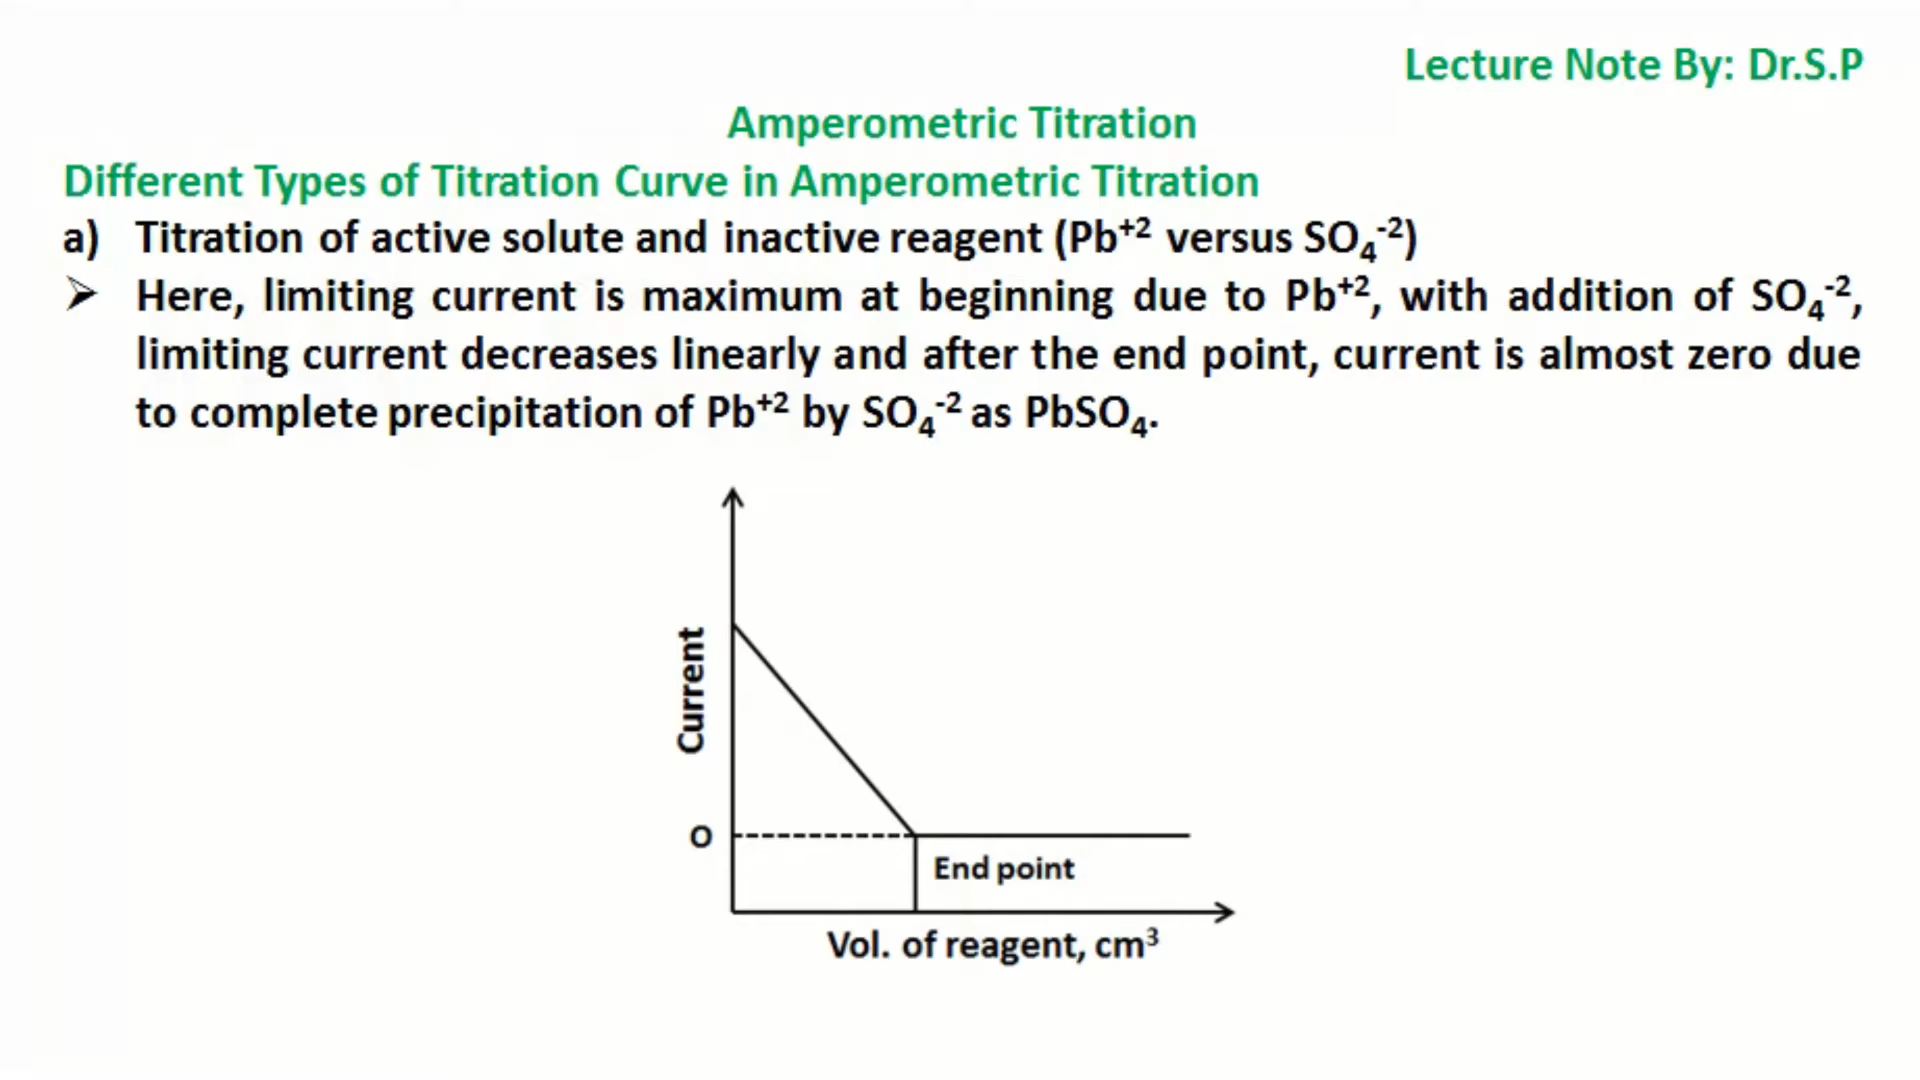 Lecture Note By: Dr.S.P
Amperometric Titration
Different Types of Titration Curve in Amperometric Titration
a) Titration of active solute and inactive reagent (Pb⁺² versus SO₄⁻²)
➢ Here, limiting current is maximum at beginning due to Pb⁺², with addition of SO₄⁻²,
limiting current decreases linearly and after the end point, current is almost zero due
to complete precipitation of Pb⁺² by SO₄⁻² as PbSO₄.
Current
O
End point
Vol. of reagent, cm³